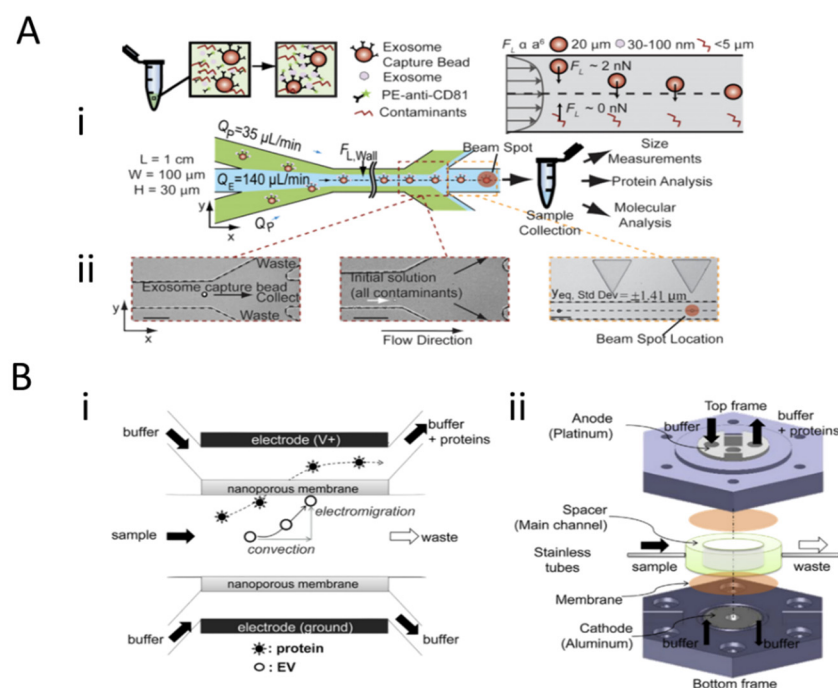 A
Exosome
Capture Bead
Exosome
PE-anti-CD81
Contaminants
F_L α a⁶ 20 μm 30-100 nm <5 μm
F_L ~ 2 nN
F_L ~ 0 nN
i
Q_P=35 μL/min
F_L,Wall
Beam Spot
L = 1 cm
W = 100 μm
H = 30 μm
Q_E=140 μL/min
y
x
Q_P
Sample
Collection
Size
Measurements
Protein Analysis
Molecular
Analysis
ii
Waste
Exosome capture bead
Collect
Waste
y
x
Initial solution
(all contaminants)
Flow Direction
y_eq. Std Dev = ±1.41 μm
Beam Spot Location
B
i
buffer
electrode (V+)
buffer
+ proteins
nanoporous membrane
electromigration
sample
convection
waste
nanoporous membrane
buffer
electrode (ground)
buffer
: protein
: EV
ii
Anode
(Platinum)
Top frame
buffer
buffer
+ proteins
Spacer
(Main channel)
Stainless
tubes
sample
waste
Membrane
Cathode
(Aluminum)
buffer
buffer
Bottom frame